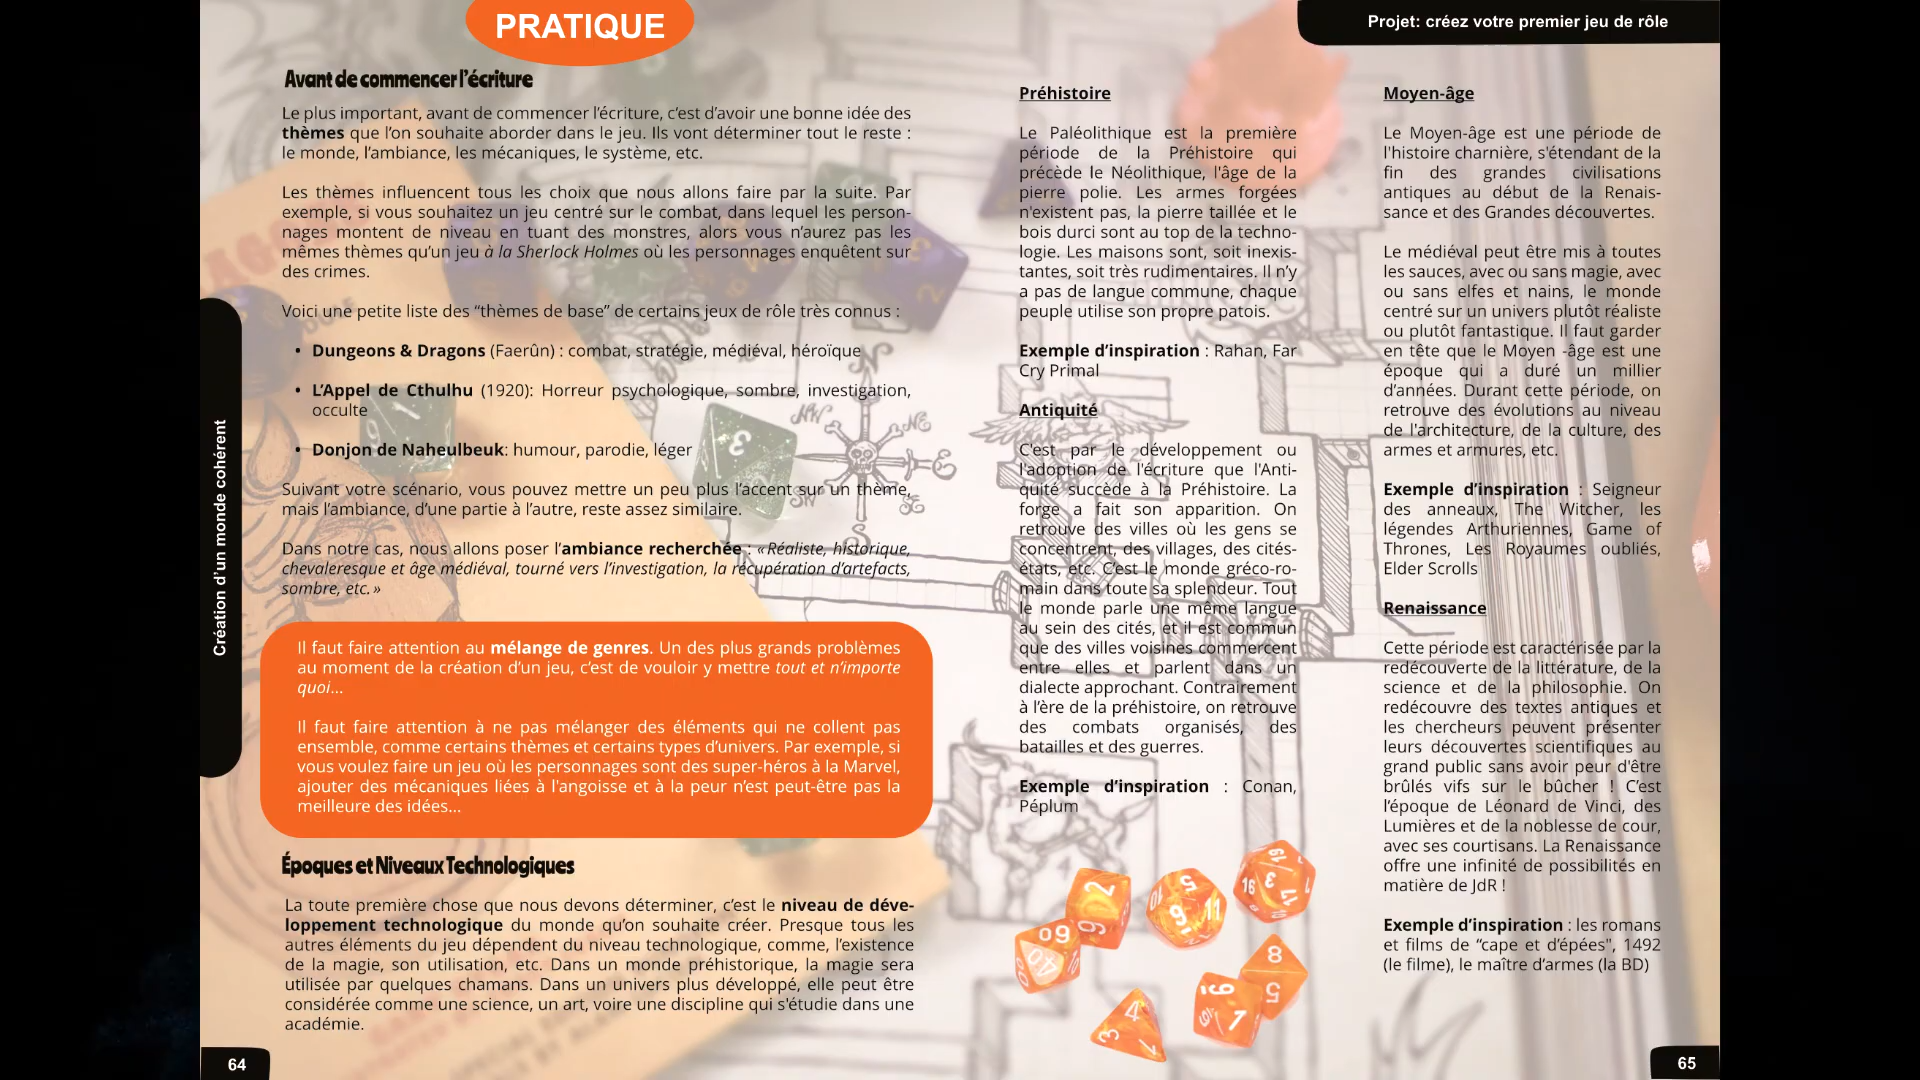 PRATIQUE
Projet: créez votre premier jeu de rôle
Avant de commencer l'écriture
Le plus important, avant de commencer l'écriture, c'est d'avoir une bonne idée des
thèmes que l'on souhaite aborder dans le jeu. Ils vont déterminer tout le reste :
le monde, l'ambiance, les mécaniques, le système, etc.
Les thèmes influencent tous les choix que nous allons faire par la suite. Par
exemple, si vous souhaitez un jeu centré sur le combat, dans lequel les person-
nages montent de niveau en tuant des monstres, alors vous n'aurez pas les
mêmes thèmes qu'un jeu à la Sherlock Holmes où les personnages enquêtent sur
des crimes.
Voici une petite liste des “thèmes de base” de certains jeux de rôle très connus :
• Dungeons & Dragons (Faerûn) : combat, stratégie, médiéval, héroïque
• L'Appel de Cthulhu (1920): Horreur psychologique, sombre, investigation,
occulte
• Donjon de Naheulbeuk: humour, parodie, léger
Suivant votre scénario, vous pouvez mettre un peu plus l'accent sur un thème,
mais l'ambiance, d'une partie à l'autre, reste assez similaire.
Dans notre cas, nous allons poser l'ambiance recherchée : « Réaliste, historique,
chevaleresque et âge médiéval, tourné vers l'investigation, la récupération d'artefacts,
sombre, etc. »
Il faut faire attention au mélange de genres. Un des plus grands problèmes
au moment de la création d'un jeu, c'est de vouloir y mettre tout et n'importe
quoi...
Il faut faire attention à ne pas mélanger des éléments qui ne collent pas
ensemble, comme certains thèmes et certains types d'univers. Par exemple, si
vous voulez faire un jeu où les personnages sont des super-héros à la Marvel,
ajouter des mécaniques liées à l'angoisse et à la peur n'est peut-être pas la
meilleure des idées...
Époques et Niveaux Technologiques
La toute première chose que nous devons déterminer, c'est le niveau de déve-
loppement technologique du monde qu'on souhaite créer. Presque tous les
autres éléments du jeu dépendent du niveau technologique, comme, l'existence
de la magie, son utilisation, etc. Dans un monde préhistorique, la magie sera
utilisée par quelques chamans. Dans un univers plus développé, elle peut être
considérée comme une science, un art, voire une discipline qui s'étudie dans une
académie.
Création d'un monde cohérent
64
Préhistoire
Le Paléolithique est la première
période de la Préhistoire qui
précède le Néolithique, l'âge de la
pierre polie. Les armes forgées
n'existent pas, la pierre taillée et le
bois durci sont au top de la techno-
logie. Les maisons sont, soit inexis-
tantes, soit très rudimentaires. Il n'y
a pas de langue commune, chaque
peuple utilise son propre patois.
Exemple d'inspiration : Rahan, Far
Cry Primal
Antiquité
C'est par le développement ou
l'adoption de l'écriture que l'Anti-
quité succède à la Préhistoire. La
forge a fait son apparition. On
retrouve des villes où les gens se
concentrent, des villages, des cités-
états, etc. C'est le monde gréco-ro-
main dans toute sa splendeur. Tout
le monde parle une même langue
au sein des cités, et il est commun
que des villes voisines commercent
entre elles et parlent dans un
dialecte approchant. Contrairement
à l'ère de la préhistoire, on retrouve
des combats organisés, des
batailles et des guerres.
Exemple d'inspiration : Conan,
Péplum
Moyen-âge
Le Moyen-âge est une période de
l'histoire charnière, s'étendant de la
fin des grandes civilisations
antiques au début de la Renais-
sance et des Grandes découvertes.
Le médiéval peut être mis à toutes
les sauces, avec ou sans magie, avec
ou sans elfes et nains, le monde
centré sur un univers plutôt réaliste
ou plutôt fantastique. Il faut garder
en tête que le Moyen -âge est une
époque qui a duré un millier
d'années. Durant cette période, on
retrouve des évolutions au niveau
de l'architecture, de la culture, des
armes et armures, etc.
Exemple d'inspiration : Seigneur
des anneaux, The Witcher, les
légendes Arthuriennes, Game of
Thrones, Les Royaumes oubliés,
Elder Scrolls
Renaissance
Cette période est caractérisée par la
redécouverte de la littérature, de la
science et de la philosophie. On
redécouvre des textes antiques et
les chercheurs peuvent présenter
leurs découvertes scientifiques au
grand public sans avoir peur d'être
brûlés vifs sur le bûcher ! C'est
l'époque de Léonard de Vinci, des
Lumières et de la noblesse de cour,
avec ses courtisans. La Renaissance
offre une infinité de possibilités en
matière de JdR !
Exemple d'inspiration : les romans
et films de “cape et d'épées", 1492
(le filme), le maître d'armes (la BD)
65